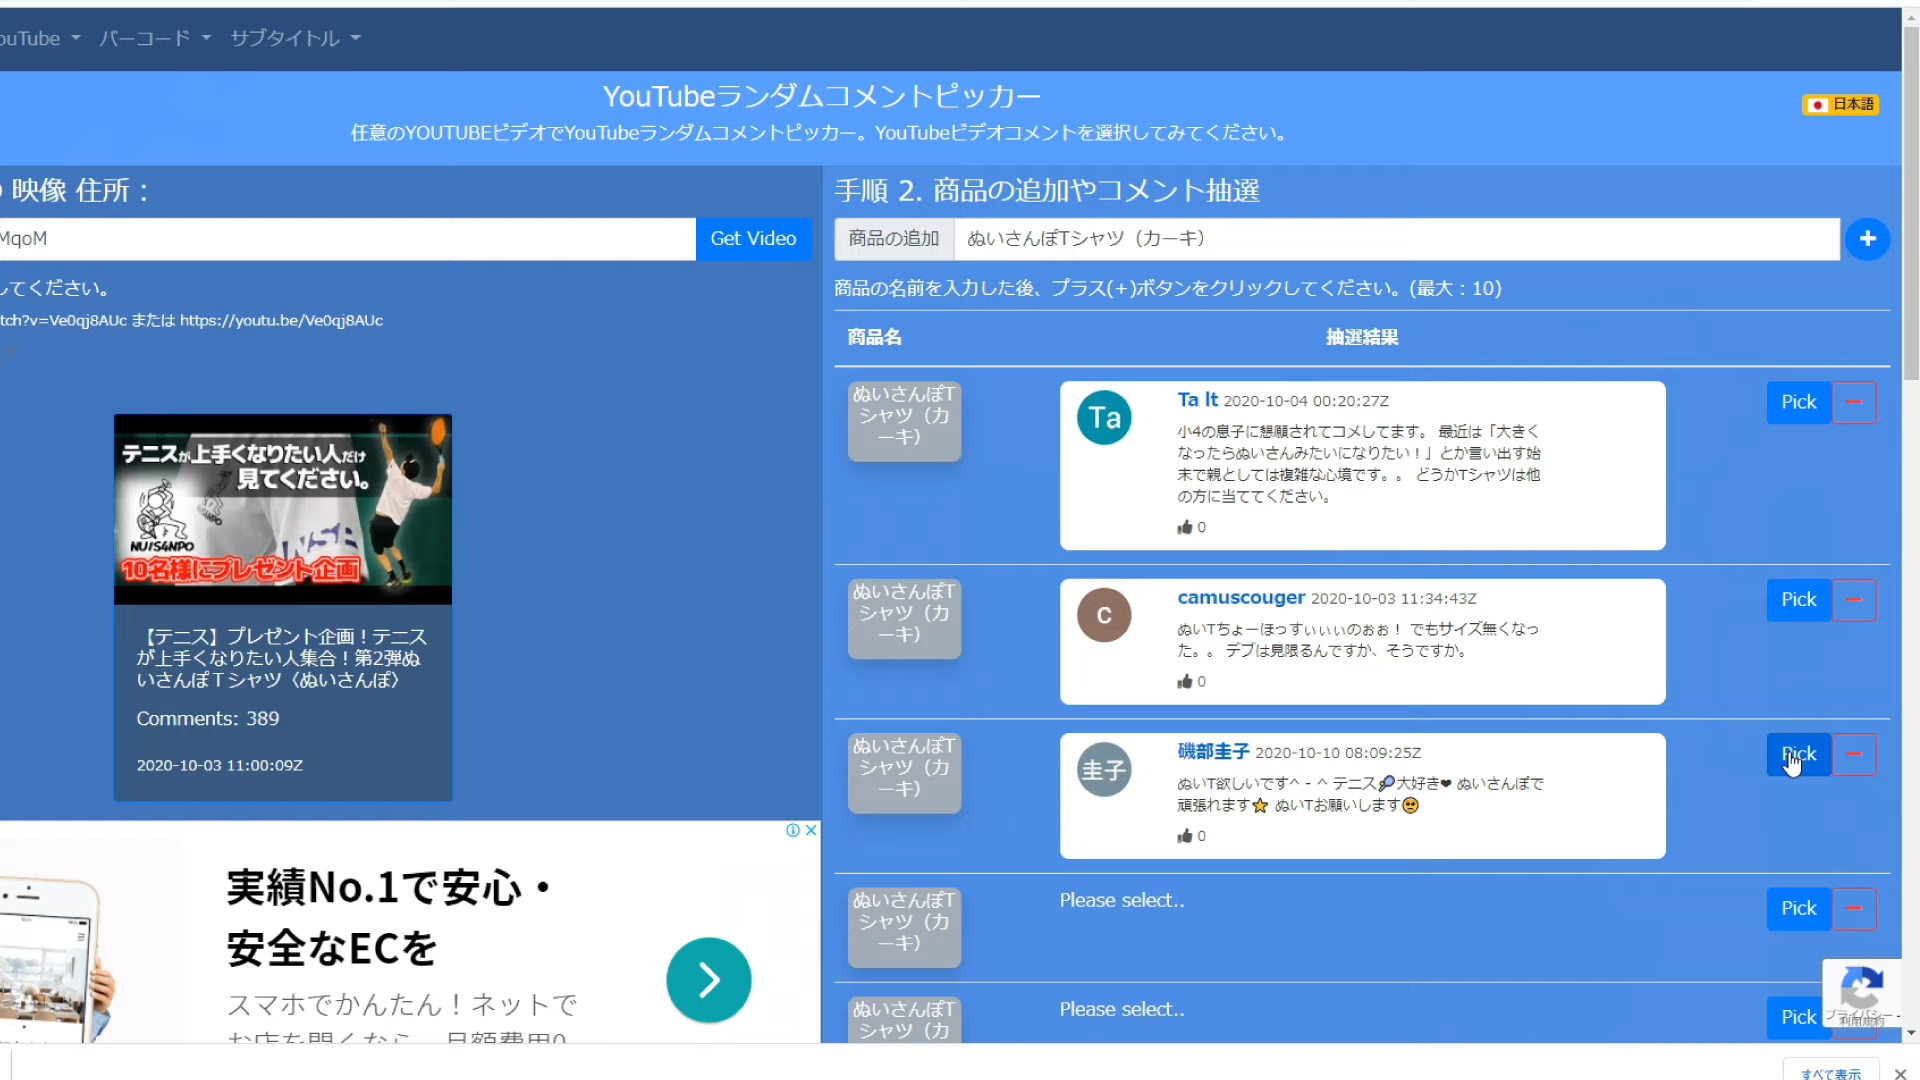 ouTube バーコード サブタイトル
YouTubeランダムコメントピッカー
任意のYOUTUBEビデオでYouTubeランダムコメントピッカー。YouTubeビデオコメントを選択してみてください。
日本語
映像 住所 :
MqoM
Get Video
してください。
tch?v=Ve0qj8AUc または https://youtu.be/Ve0qj8AUc
テニスが上手くなりたい人だけ
見てください。
NUIS4NPO
10名様にプレゼント企画
【テニス】プレゼント企画！テニス
が上手くなりたい人集合！第2弾ぬ
いさんぽＴシャツ〈ぬいさんぽ〉
Comments: 389
2020-10-03 11:00:09Z
実績No.1で安心・
安全なECを
スマホでかんたん！ネットで
手順 2. 商品の追加やコメント抽選
商品の追加 ぬいさんぽTシャツ（カーキ）
商品の名前を入力した後、プラス(+)ボタンをクリックしてください。(最大 : 10)
商品名 抽選結果
ぬいさんぽT
シャツ（カ
ーキ）
Ta It 2020-10-04 00:20:27Z
小4の息子に懇願されてコメしてます。 最近は「大きく
なったらぬいさんみたいになりたい！」とか言い出す始
末で親としては複雑な心境です。。 どうかTシャツは他
の方に当ててください。
0
Pick
ぬいさんぽT
シャツ（カ
ーキ）
camuscouger 2020-10-03 11:34:43Z
ぬいTちょーほっすぃぃぃのぉぉ！ でもサイズ無くなっ
た。。 デブは見限るんですか、そうですか。
0
Pick
ぬいさんぽT
シャツ（カ
ーキ）
圭子
磯部圭子 2020-10-10 08:09:25Z
ぬいT欲しいです^ - ^ テニス🎾大好き❤ ぬいさんぽで
頑張れます⭐ ぬいTお願いします🥺
0
Pick
ぬいさんぽT
シャツ（カ
ーキ）
Please select..
Pick
ぬいさんぽT
シャツ（カ
Please select..
Pick
プライバシー -
利用規約
すべて表示